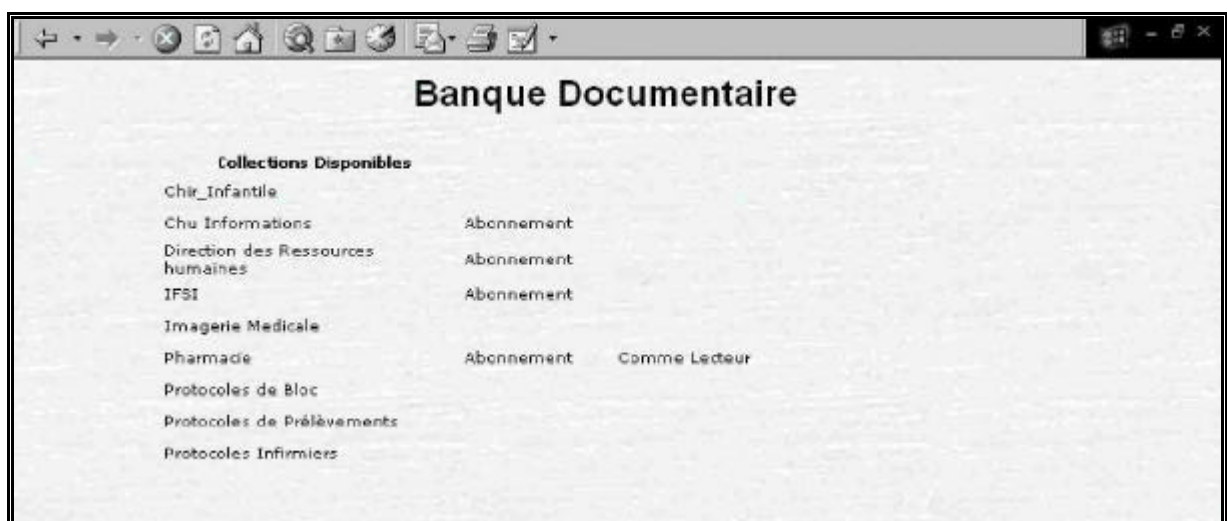 Banque Documentaire
Collections Disponibles
Chir_Infantile
Chu Informations Abonnement
Direction des Ressources
humaines Abonnement
IFSI Abonnement
Imagerie Medicale
Pharmacie Abonnement Comme Lecteur
Protocoles de Bloc
Protocoles de Prélèvements
Protocoles Infirmiers